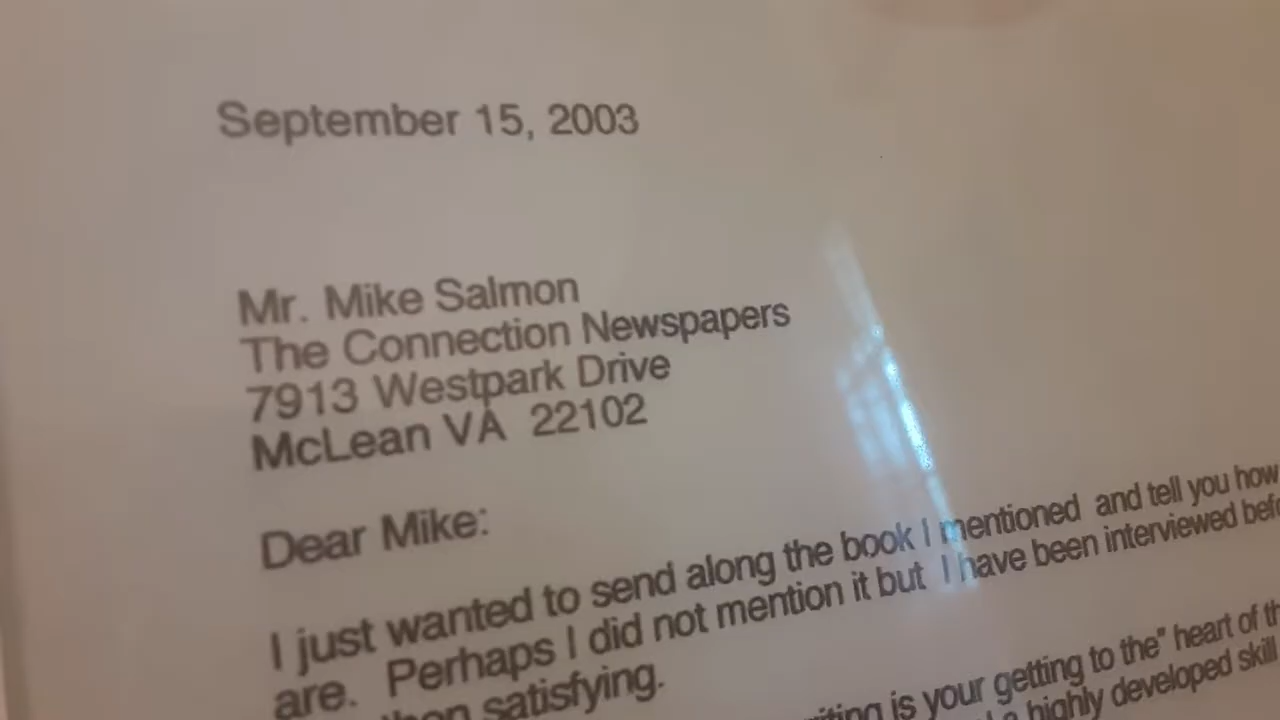 September 15, 2003
Mr. Mike Salmon
The Connection Newspapers
7913 Westpark Drive
McLean VA 22102
Dear Mike:
I just wanted to send along the book I mentioned and tell you how
are. Perhaps I did not mention it but I have been interviewed
satisfying.
is your getting to the" heart of
highly developed skill